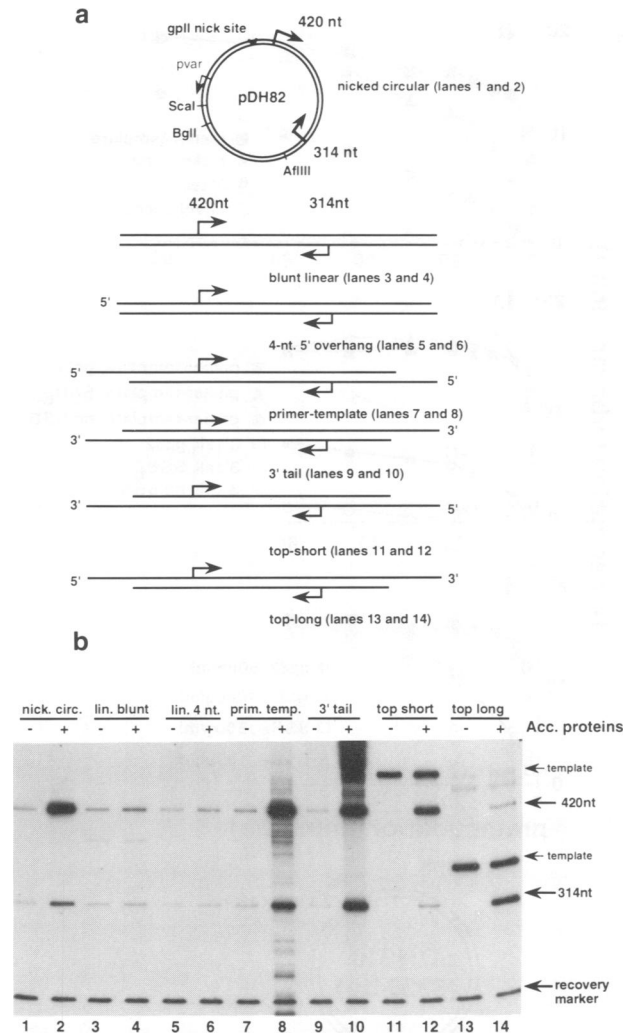 a
gpII nick site
420 nt
pvar
ScaI
BglI
pDH82
nicked circular (lanes 1 and 2)
314 nt
AflIII
420nt 314nt
blunt linear (lanes 3 and 4)
5'
4-nt. 5' overhang (lanes 5 and 6)
5' 5'
primer-template (lanes 7 and 8)
3'
3'
3' tail (lanes 9 and 10)
3' 5'
top-short (lanes 11 and 12
5' 3'
top-long (lanes 13 and 14)
b
nick. circ. lin. blunt lin. 4 nt. prim. temp. 3' tail top short top long
- + - + - + - + - + - + - + Acc. proteins
template
420nt
template
314nt
recovery
marker
1 2 3 4 5 6 7 8 9 10 11 12 13 14